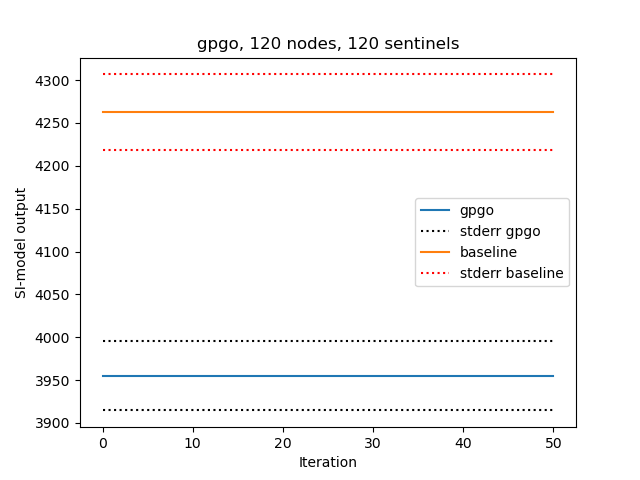 gpgo, 120 nodes, 120 sentinels
4300
4250
4200
4150
4100
4050
4000
3950
3900
SI-model output
gpgo
stderr gpgo
baseline
stderr baseline
0 10 20 30 40 50
Iteration